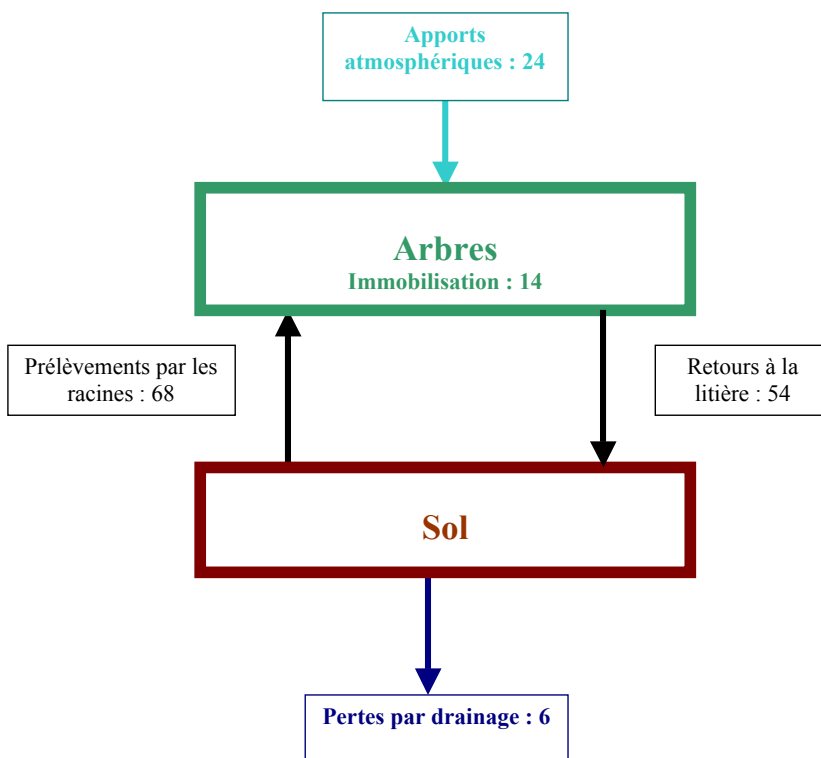 Apports
atmosphériques : 24
Arbres
Immobilisation : 14
Prélèvements par les
racines : 68
Retours à la
litière : 54
Sol
Pertes par drainage : 6